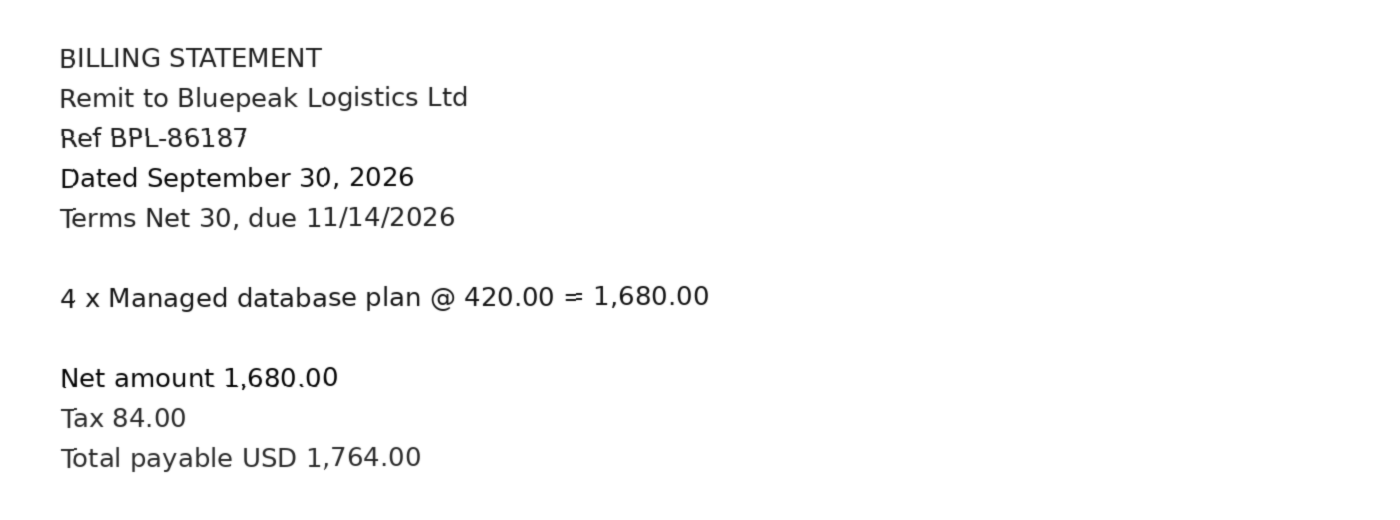 BILLING STATEMENT
Remit to Bluepeak Logistics Ltd
Ref BPL-86187
Dated September 30, 2026
Terms Net 30, due 11/14/2026
4 x Managed database plan @ 420.00 = 1,680.00
Net amount 1,680.00
Tax 84.00
Total payable USD 1,764.00